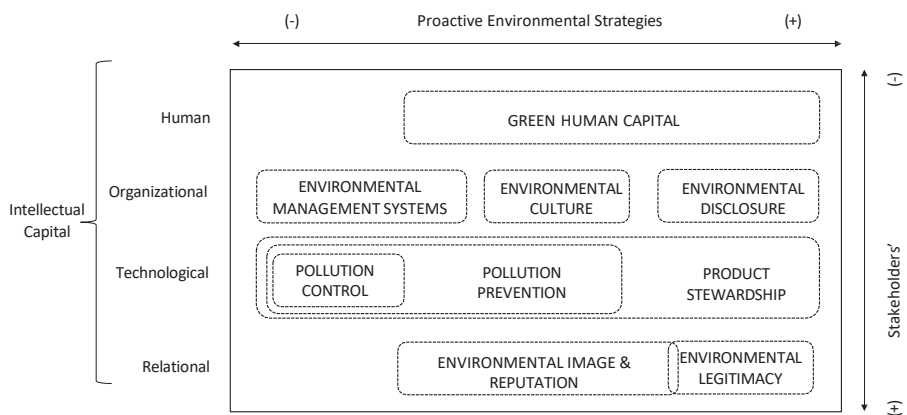 (-) Proactive Environmental Strategies (+)
Human
GREEN HUMAN CAPITAL
Organizational
ENVIRONMENTAL
MANAGEMENT SYSTEMS
ENVIRONMENTAL
CULTURE
ENVIRONMENTAL
DISCLOSURE
Intellectual
Capital
Technological
POLLUTION
CONTROL
POLLUTION
PREVENTION
PRODUCT
STEWARDSHIP
Relational
ENVIRONMENTAL IMAGE &
REPUTATION
ENVIRONMENTAL
LEGITIMACY
(-)
Stakeholders'
(+)